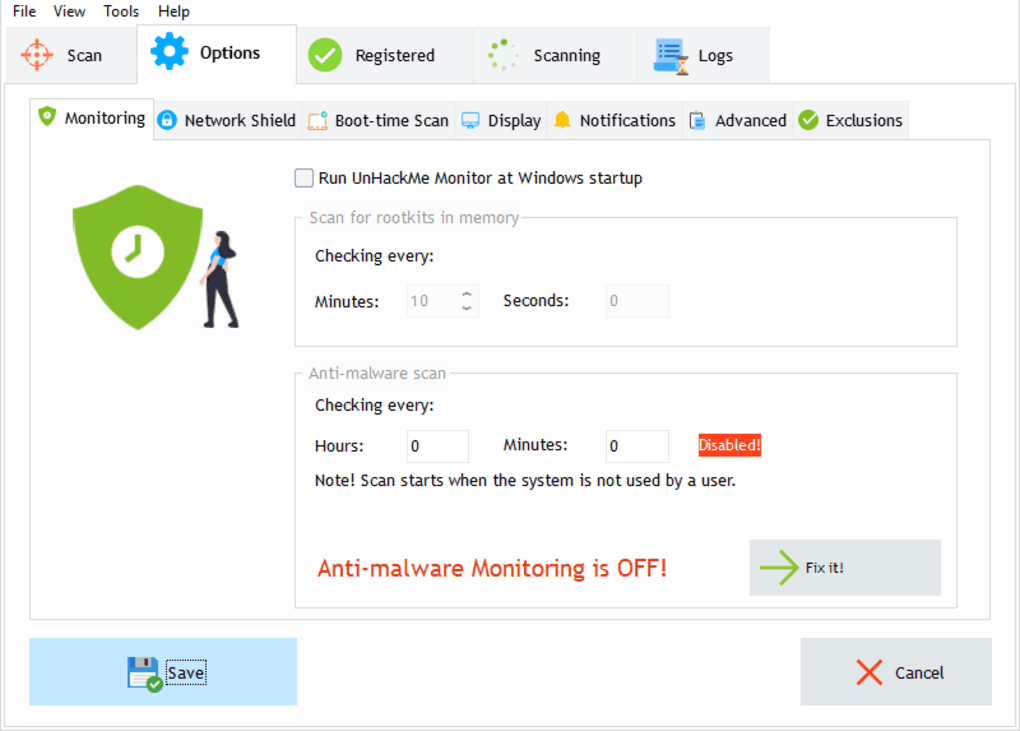 File View Tools Help
Scan Options Registered Scanning Logs
Monitoring Network Shield Boot-time Scan Display Notifications Advanced Exclusions
Run UnHackMe Monitor at Windows startup
Scan for rootkits in memory
Checking every:
Minutes: 10 Seconds: 0
Anti-malware scan
Checking every:
Hours: 0 Minutes: 0 Disabled!
Note! Scan starts when the system is not used by a user.
Anti-malware Monitoring is OFF! Fix it!
Save Cancel